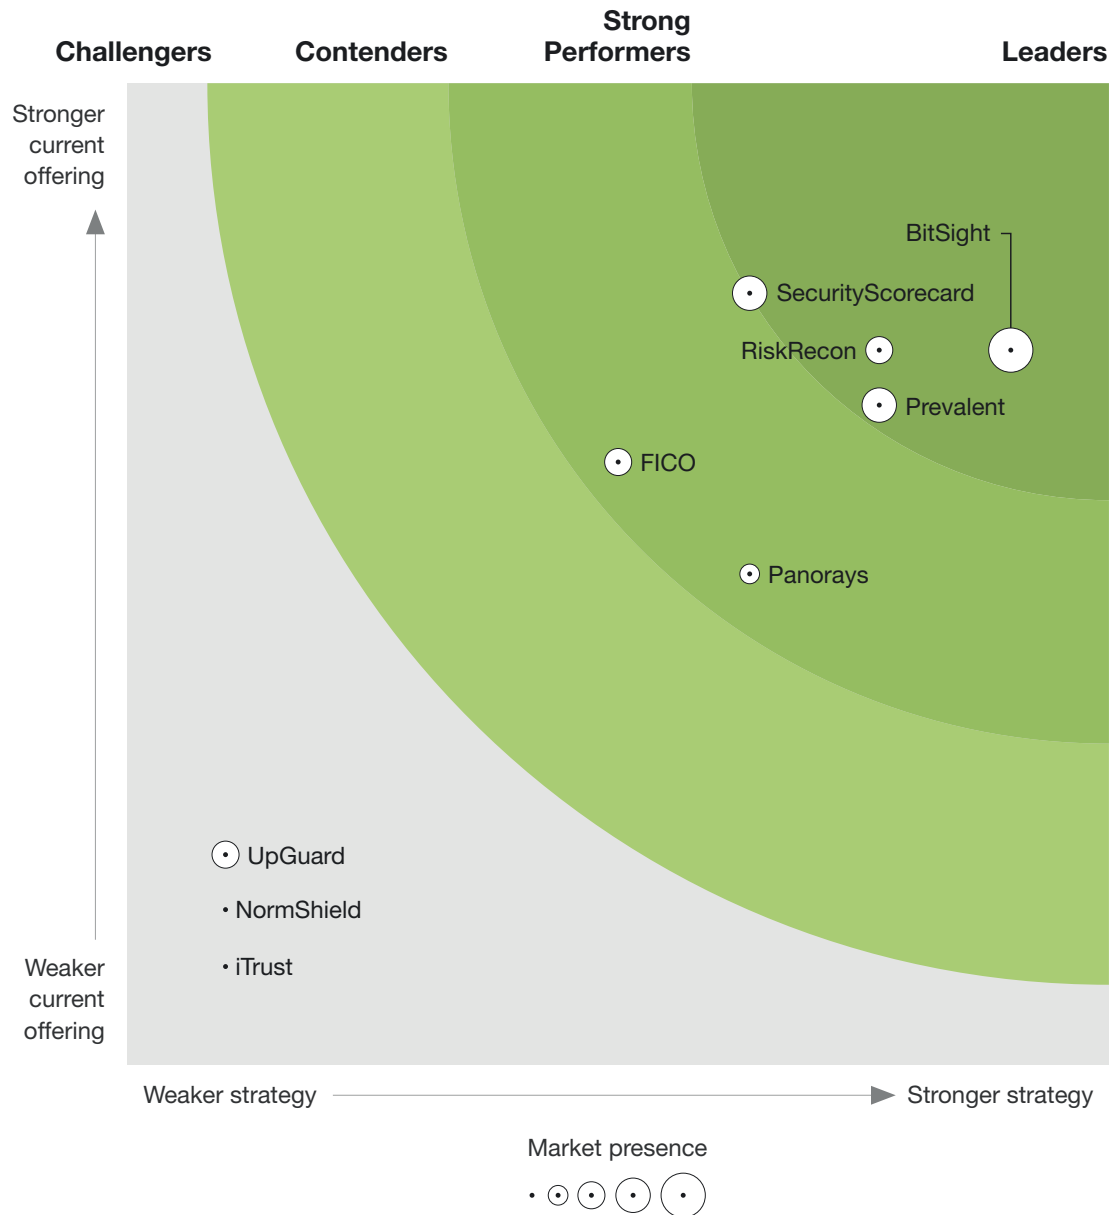 Challengers
Contenders
Strong
Performers
Leaders
Stronger
current
offering
BitSight
SecurityScorecard
RiskRecon
Prevalent
FICO
Panorays
UpGuard
NormShield
iTrust
Weaker
current
offering
Weaker strategy
Stronger strategy
Market presence